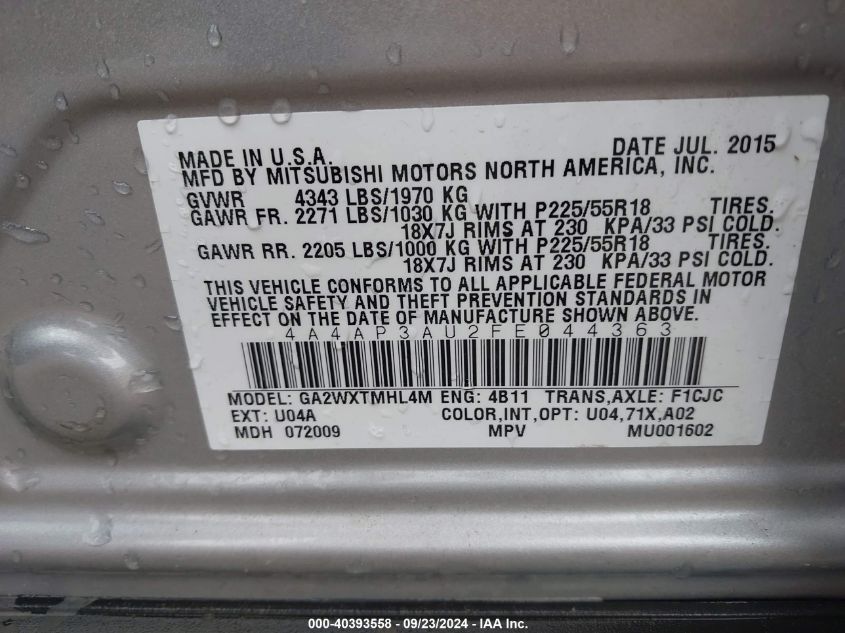 MADE IN U.S.A. DATE JUL. 2015
MFD BY MITSUBISHI MOTORS NORTH AMERICA, INC.
GVWR 4343 LBS/1970 KG
GAWR FR. 2271 LBS/1030 KG WITH P225/55R18 TIRES.
18X7J RIMS AT 230 KPA/33 PSI COLD.
GAWR RR. 2205 LBS/1000 KG WITH P225/55R18 TIRES.
18X7J RIMS AT 230 KPA/33 PSI COLD.
THIS VEHICLE CONFORMS TO ALL APPLICABLE FEDERAL MOTOR
VEHICLE SAFETY AND THEFT PREVENTION STANDARDS IN
EFFECT ON THE DATE OF MANUFACTURE SHOWN ABOVE.
4A4AP3AU2FE044363
MODEL: GA2WXTMHL4M ENG: 4B11 TRANS,AXLE: F1CJC
EXT: U04A COLOR,INT,OPT: U04,71X,A02
MDH 072009 MPV MU001602
000-40393558 - 09/23/2024 - IAA Inc.